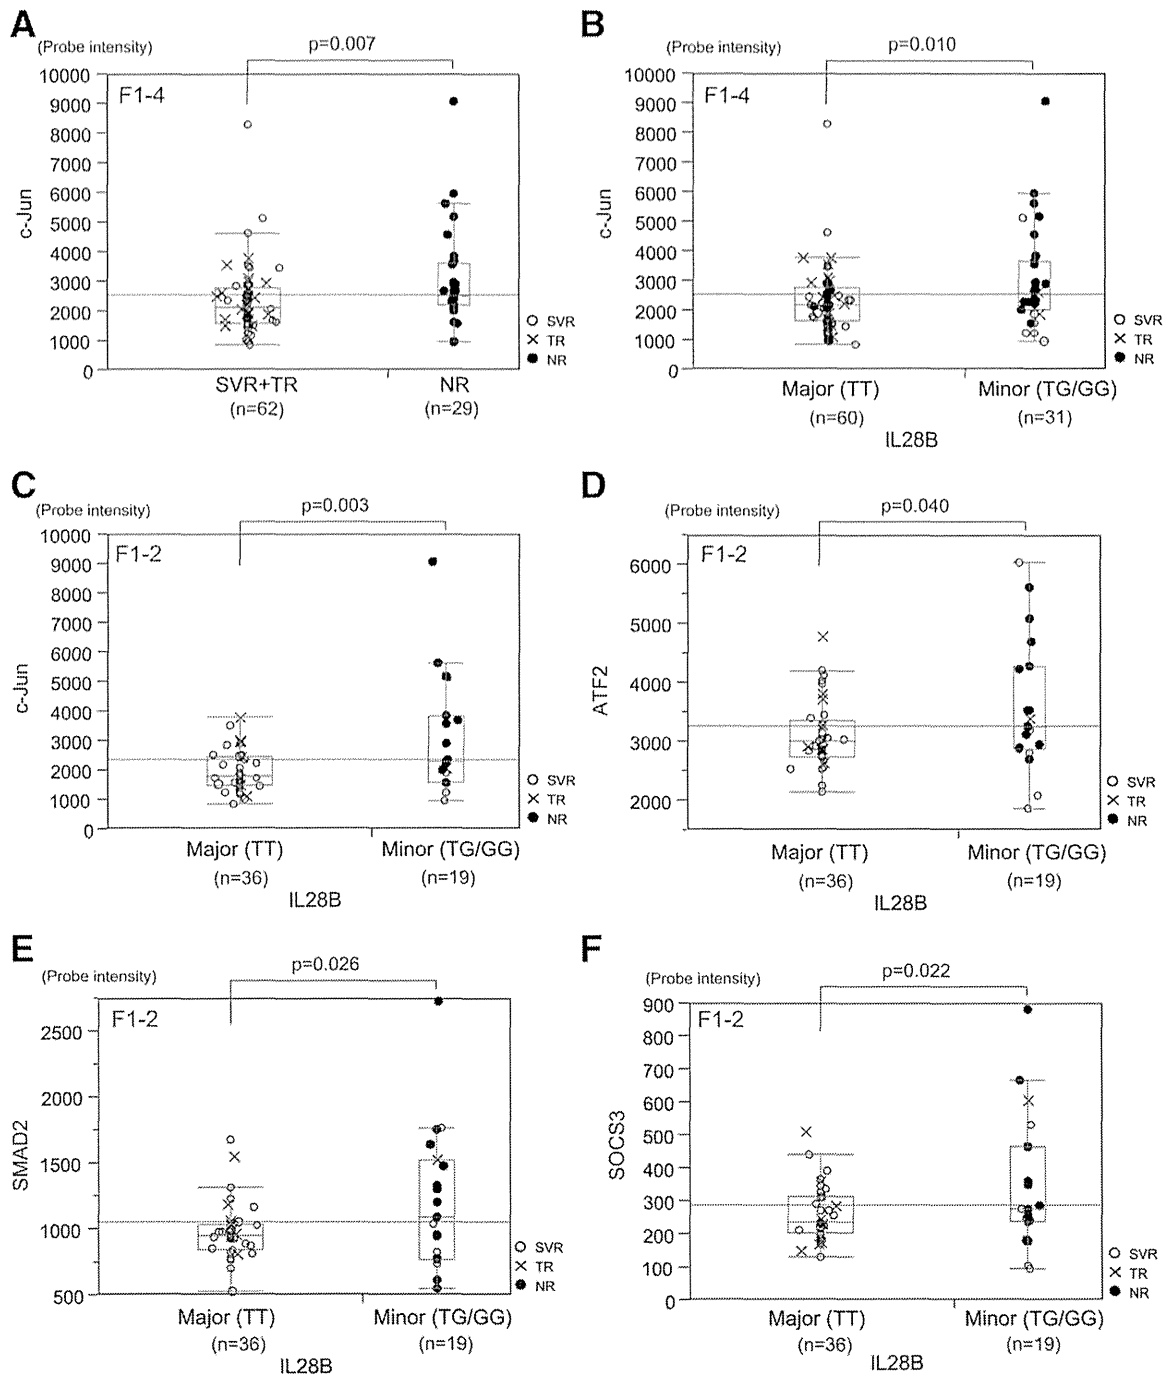 A
(Probe intensity)
p=0.007
F1-4
10000
9000
8000
7000
6000
5000
4000
3000
2000
1000
0
c-Jun
SVR+TR
(n=62)
NR
(n=29)
SVR
TR
NR
B
(Probe intensity)
p=0.010
F1-4
10000
9000
8000
7000
6000
5000
4000
3000
2000
1000
0
c-Jun
Major (TT)
(n=60)
Minor (TG/GG)
(n=31)
IL28B
SVR
TR
NR
C
(Probe intensity)
p=0.003
F1-2
10000
9000
8000
7000
6000
5000
4000
3000
2000
1000
0
c-Jun
Major (TT)
(n=36)
Minor (TG/GG)
(n=19)
IL28B
SVR
TR
NR
D
(Probe intensity)
p=0.040
F1-2
6000
5000
4000
3000
2000
ATF2
Major (TT)
(n=36)
Minor (TG/GG)
(n=19)
IL28B
SVR
TR
NR
E
(Probe intensity)
p=0.026
F1-2
2500
2000
1500
1000
500
SMAD2
Major (TT)
(n=36)
Minor (TG/GG)
(n=19)
IL28B
SVR
TR
NR
F
(Probe intensity)
p=0.022
F1-2
900
800
700
600
500
400
300
200
100
0
SOCS3
Major (TT)
(n=36)
Minor (TG/GG)
(n=19)
IL28B
SVR
TR
NR